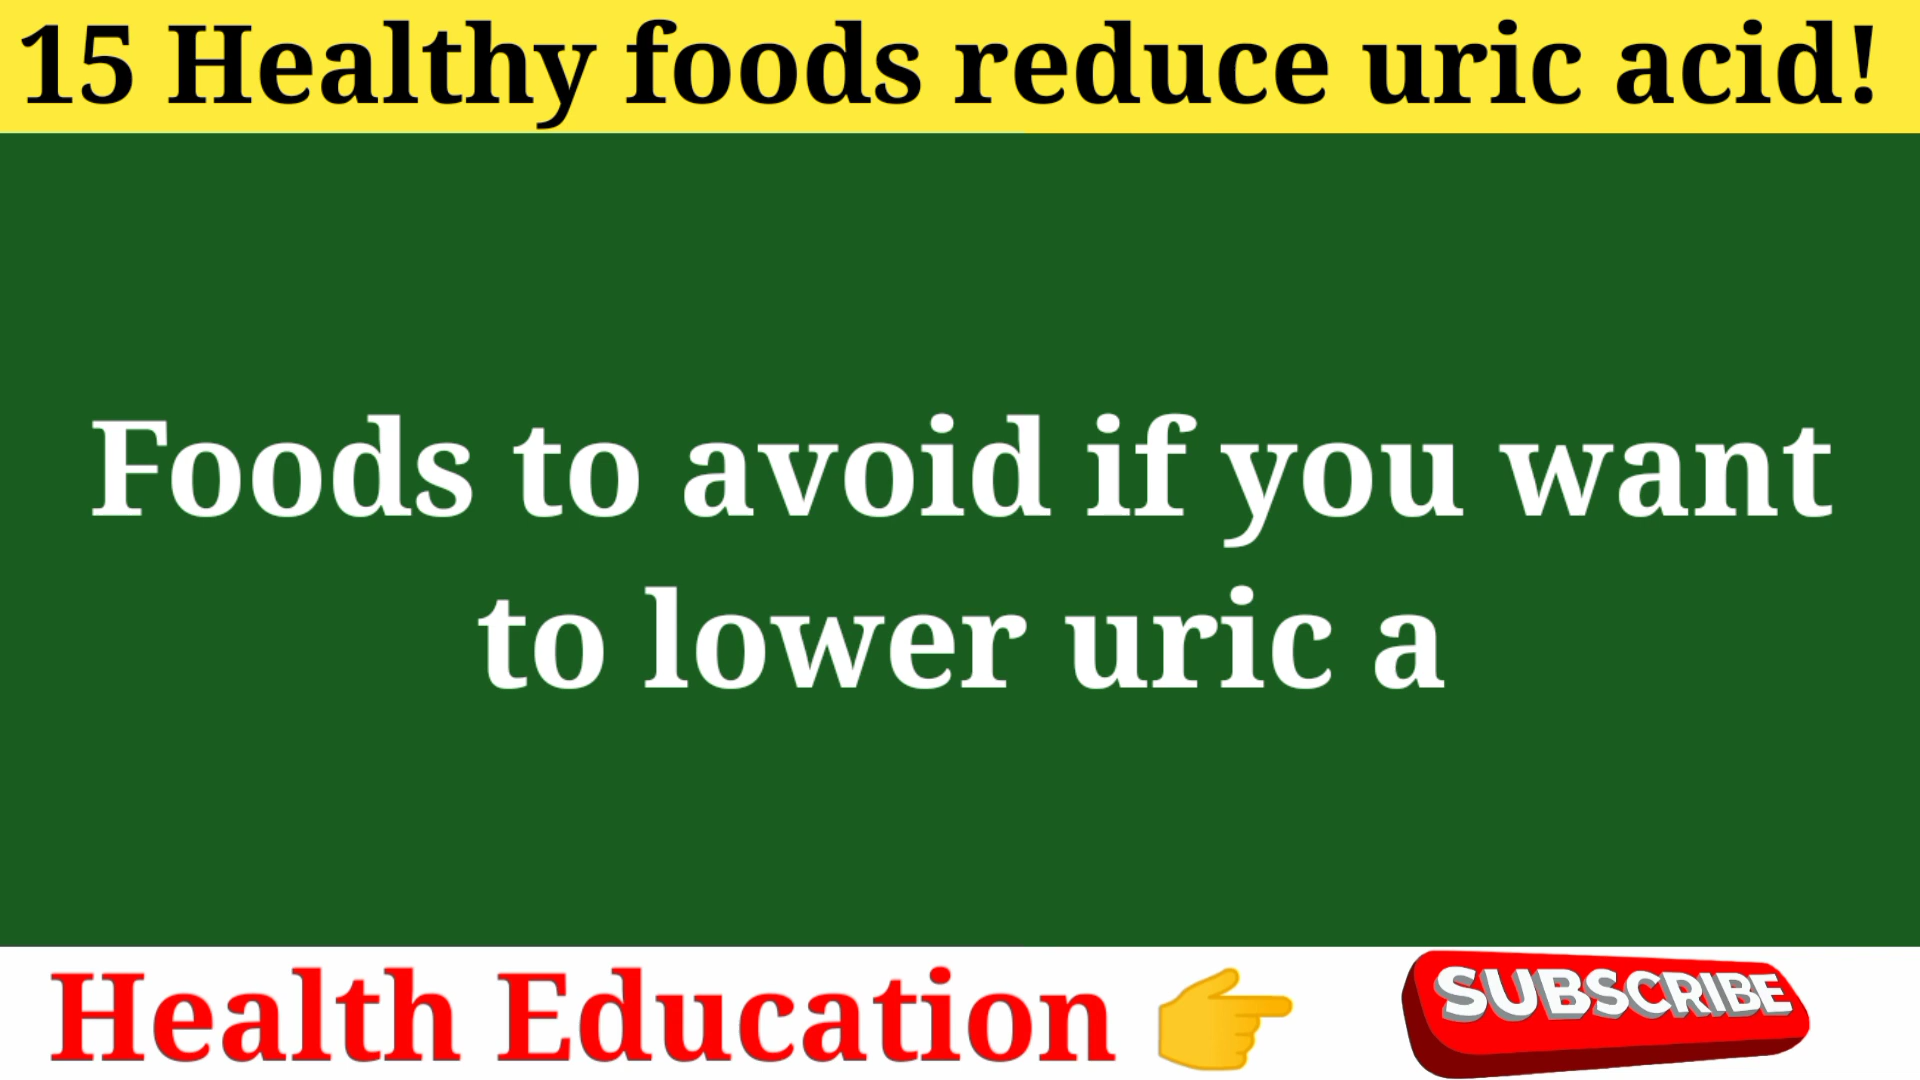 15 Healthy foods reduce uric acid!
Foods to avoid if you want
to lower uric a
Health Education
SUBSCRIBE